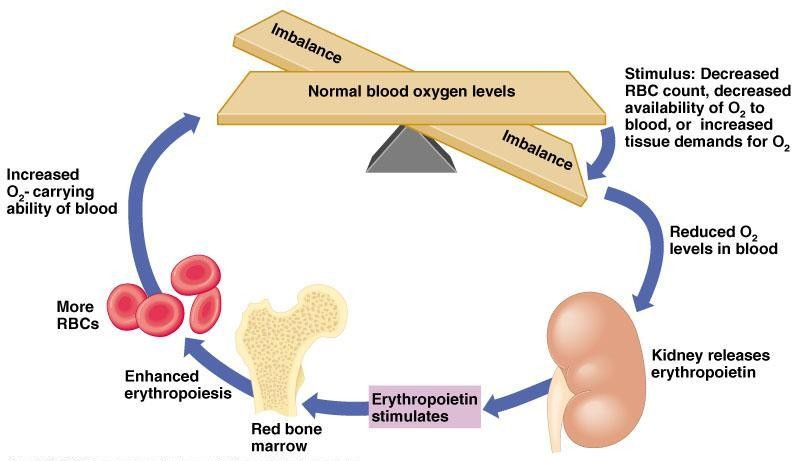 Imbalance
Normal blood oxygen levels
Imbalance
Stimulus: Decreased
RBC count, decreased
availability of O₂ to
blood, or increased
tissue demands for O₂
Reduced O₂
levels in blood
Kidney releases
erythropoietin
Erythropoietin
stimulates
Red bone
marrow
Enhanced
erythropoiesis
More
RBCs
Increased
O₂- carrying
ability of blood